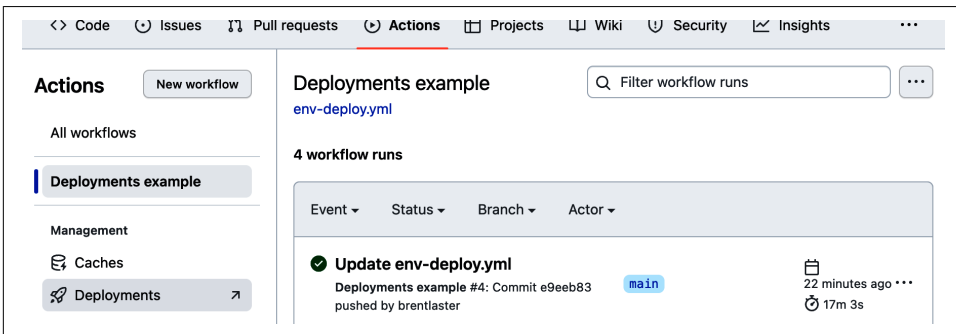 <> Code Issues Pull requests Actions Projects Wiki Security Insights ...
Actions New workflow
All workflows
Deployments example
Management
Caches
Deployments
Deployments example
Filter workflow runs
...
env-deploy.yml
4 workflow runs
Event Status Branch Actor
Update env-deploy.yml
Deployments example #4: Commit e9eeb83
pushed by brentlaster
main
22 minutes ago ...
17m 3s